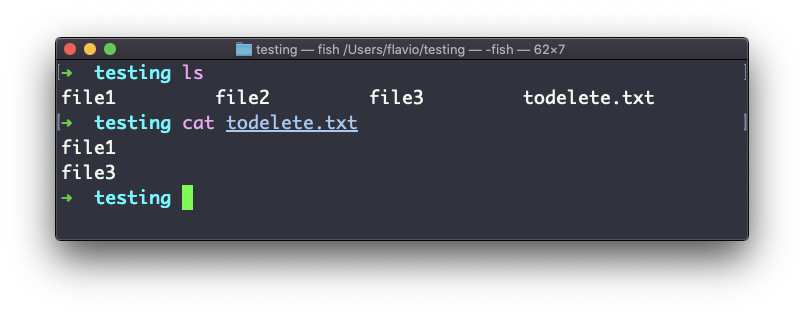 testing — fish /Users/flavio/testing — -fish — 62×7
[➜  testing ls ]
file1 file2 file3 todelete.txt
[➜  testing cat todelete.txt ]
file1
file3
➜  testing